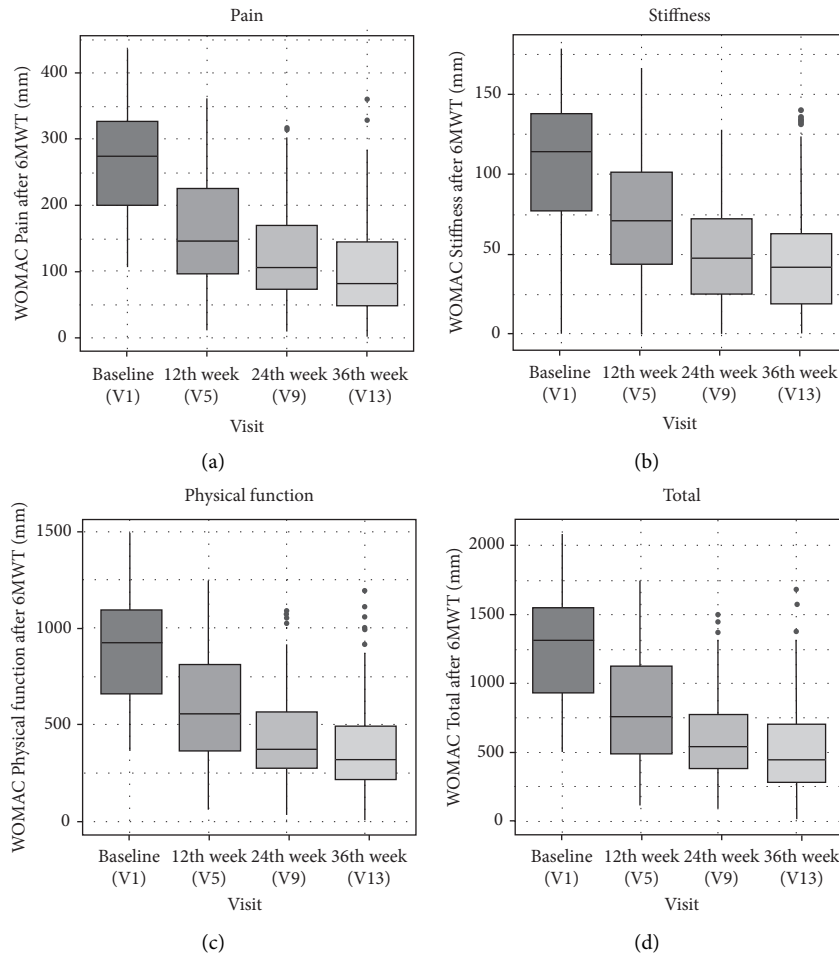 Pain
WOMAC Pain after 6MWT (mm)
400
300
200
100
0
Baseline
(V1)
12th week
(V5)
24th week
(V9)
36th week
(V13)
Visit
(a)
Stiffness
WOMAC Stiffness after 6MWT (mm)
150
100
50
0
Baseline
(V1)
12th week
(V5)
24th week
(V9)
36th week
(V13)
Visit
(b)
Physical function
WOMAC Physical function after 6MWT (mm)
1500
1000
500
0
Baseline
(V1)
12th week
(V5)
24th week
(V9)
36th week
(V13)
Visit
(c)
Total
WOMAC Total after 6MWT (mm)
2000
1500
1000
500
0
Baseline
(V1)
12th week
(V5)
24th week
(V9)
36th week
(V13)
Visit
(d)